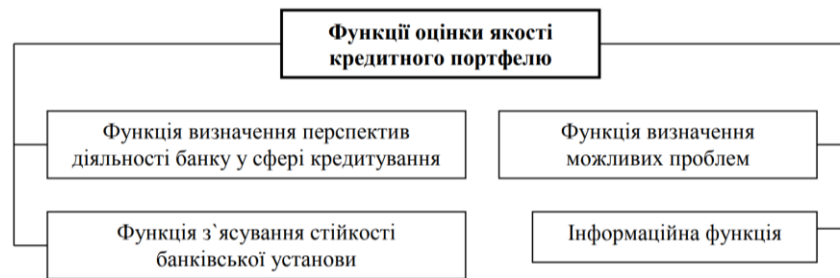 Функції оцінки якості
кредитного портфелю
Функція визначення перспектив
діяльності банку у сфері кредитування
Функція визначення
можливих проблем
Функція з`ясування стійкості
банківської установи
Інформаційна функція